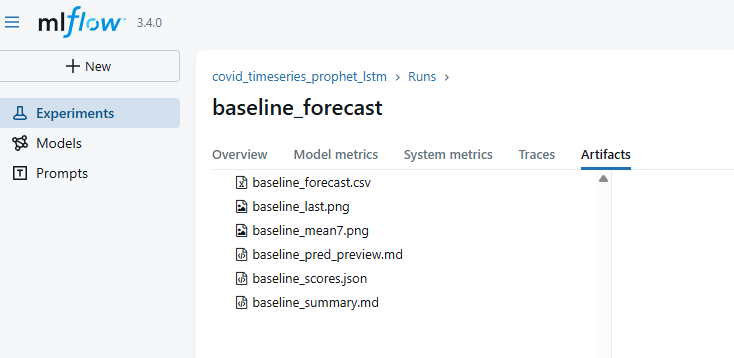 mlflow™ 3.4.0
New
Experiments
Models
Prompts
covid_timeseries_prophet_lstm > Runs >
baseline_forecast
Overview Model metrics System metrics Traces Artifacts
baseline_forecast.csv
baseline_last.png
baseline_mean7.png
baseline_pred_preview.md
baseline_scores.json
baseline_summary.md